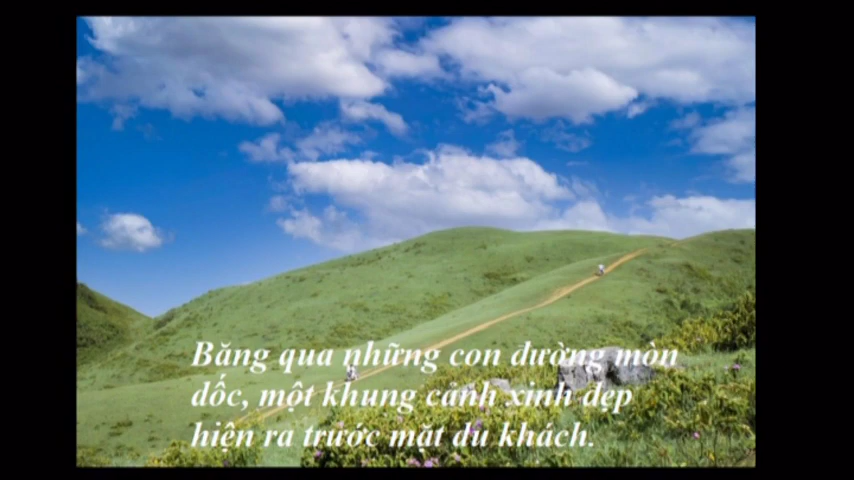 Băng qua những con đường mòn
dốc, một khung cảnh xinh đẹp
hiện ra trước mặt du khách.